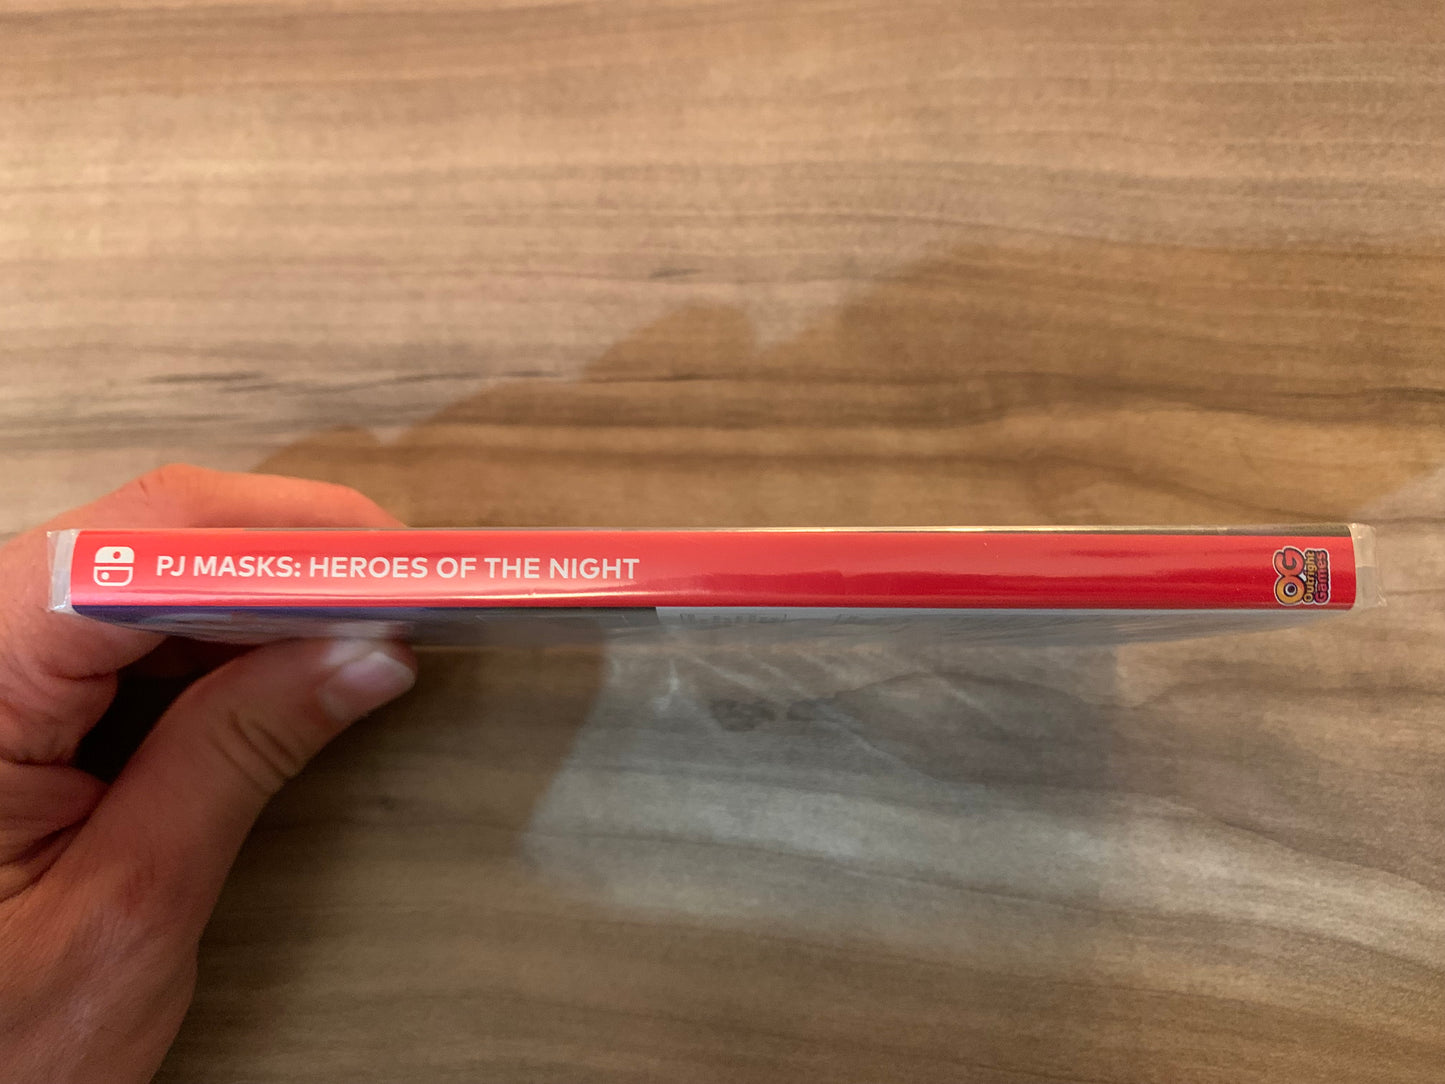 PJ MASKS: HEROES OF THE NIGHT
OG
Outright
Games